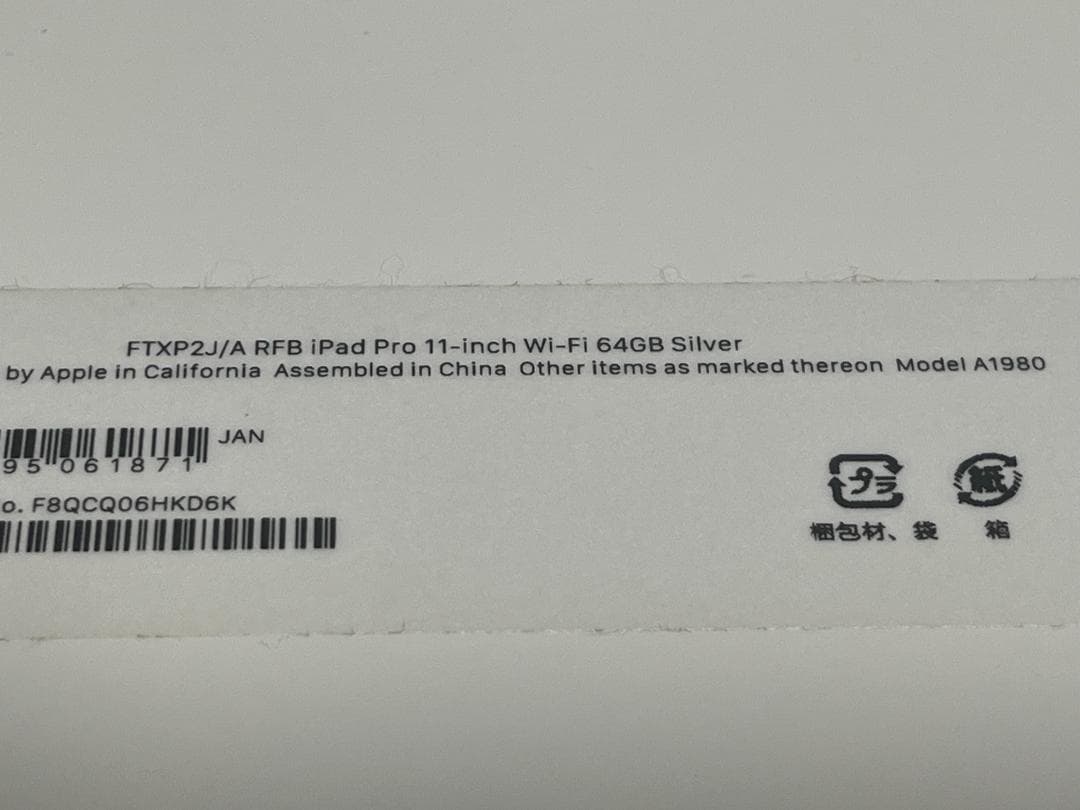 FTXP2J/A RFB iPad Pro 11-inch Wi-Fi 64GB Silver
by Apple in California Assembled in China Other items as marked thereon Model A1980
JAN
95 061871
o. F8QCQ06HKD6K
プラ 紙
梱包材、袋 箱